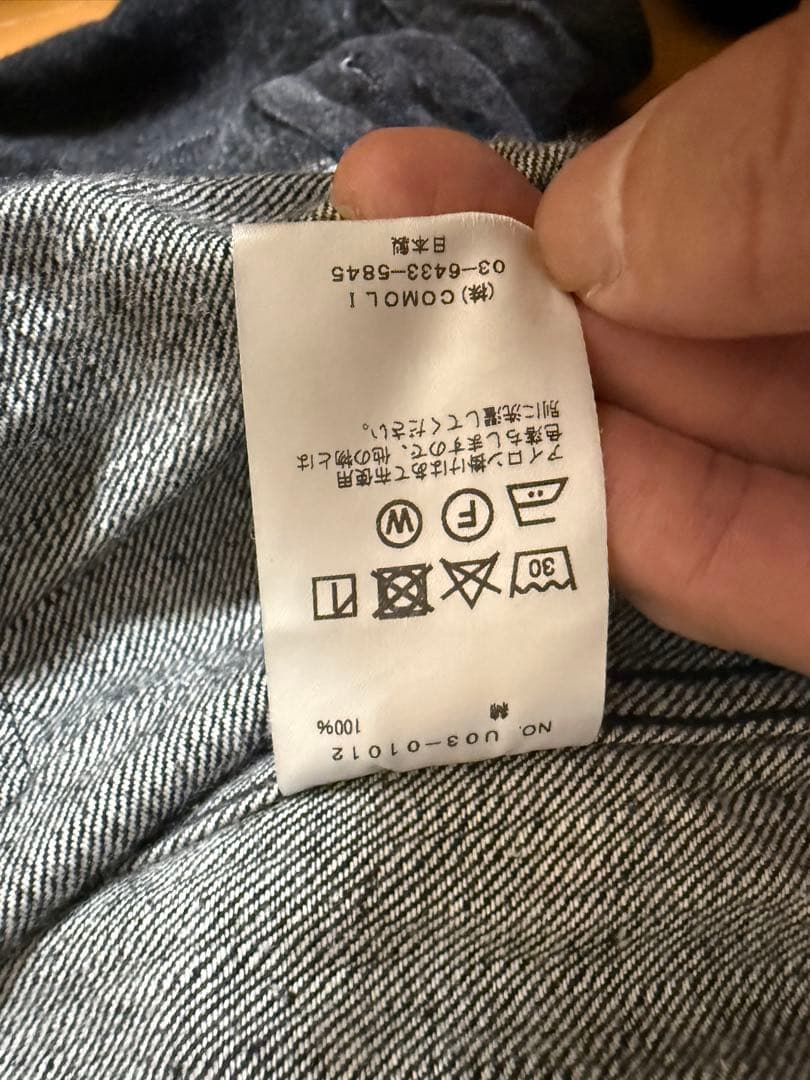 NO. U03-01012
綿 100%
30
F W
アイロン掛けはあて布使用
色落ちしますので、他の物とは
別に洗濯してください。
(株)COMOLI
03-6433-5845
日本製